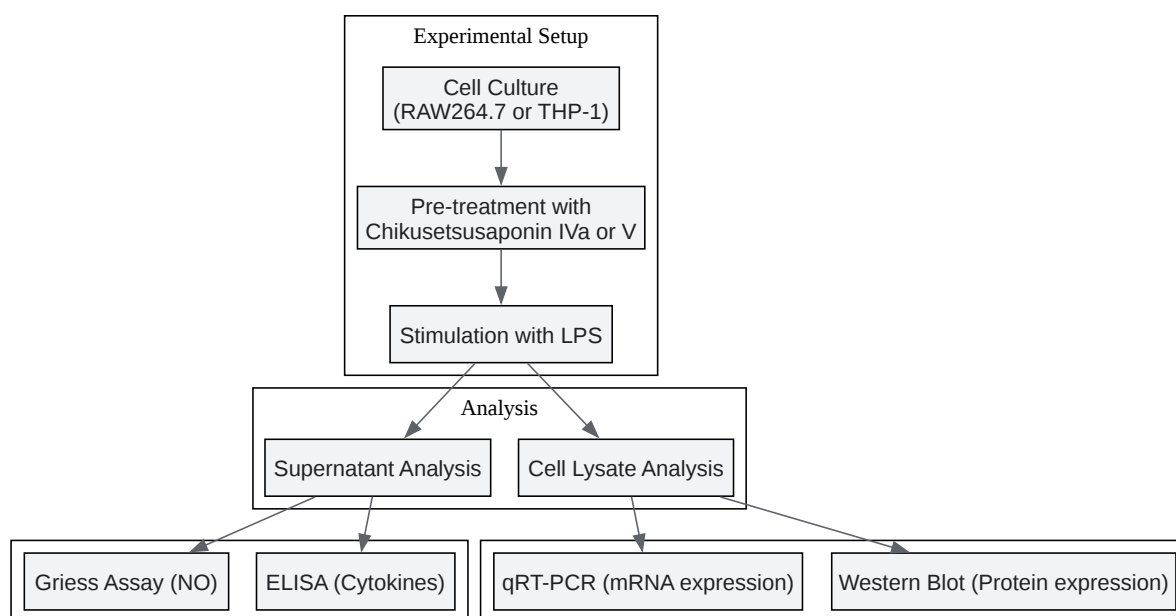 Experimental Setup
Cell Culture
(RAW264.7 or THP-1)
Pre-treatment with
Chikusetsusaponin IVa or V
Stimulation with LPS
Analysis
Supernatant Analysis
Cell Lysate Analysis
Griess Assay (NO)
ELISA (Cytokines)
qRT-PCR (mRNA expression)
Western Blot (Protein expression)